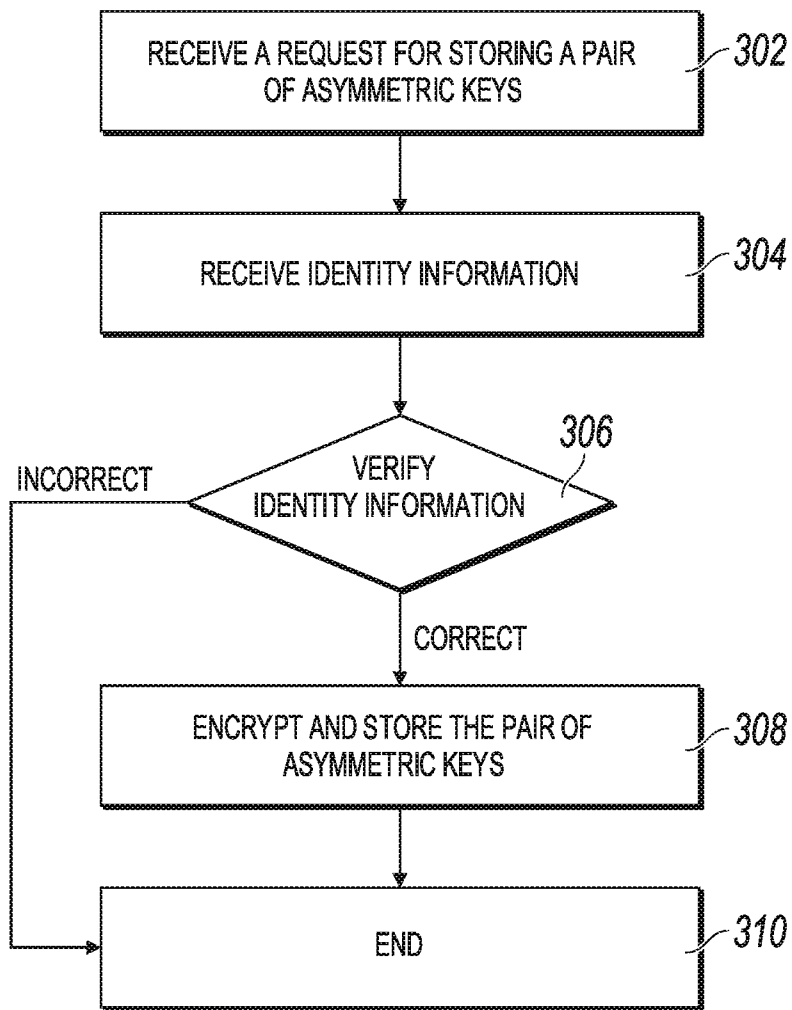 RECEIVE A REQUEST FOR STORING A PAIR
OF ASYMMETRIC KEYS
302
RECEIVE IDENTITY INFORMATION
304
VERIFY
IDENTITY INFORMATION
306
INCORRECT
CORRECT
ENCRYPT AND STORE THE PAIR OF
ASYMMETRIC KEYS
308
END
310